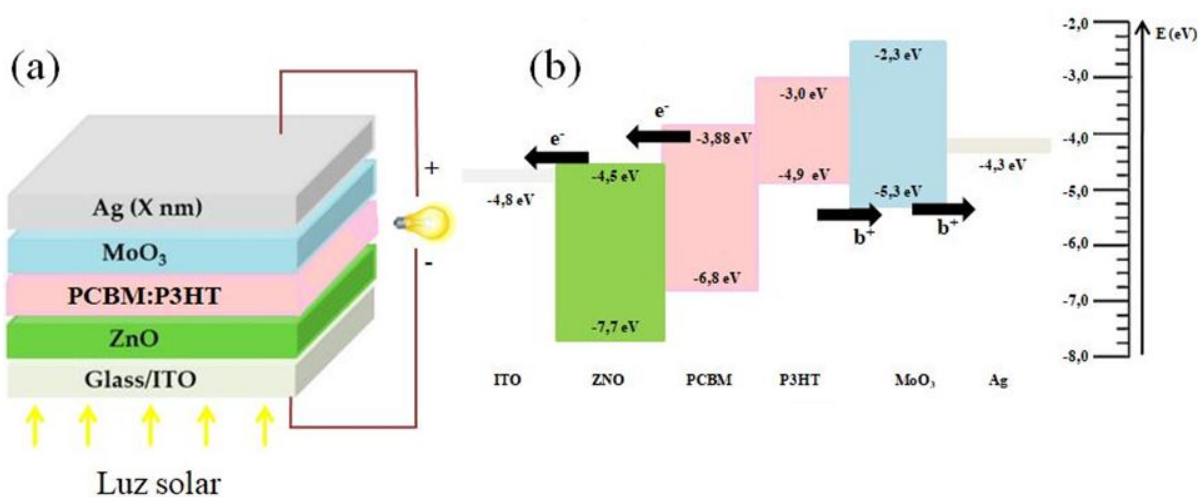 (a)
+
Ag (X nm)
MoO₃
-
PCBM:P3HT
ZnO
Glass/ITO
Luz solar
(b)
-2,0
E (eV)
-2,3 eV
-3,0
-3,0 eV
e⁻
-3,88 eV
-4,0
e⁻
-4,3 eV
-4,5 eV
-4,8 eV
-4,9 eV
-5,0
-5,3 eV
b⁺
b⁺
-6,0
-6,8 eV
-7,0
-7,7 eV
-8,0
ITO
ZNO
PCBM
P3HT
MoO₃
Ag